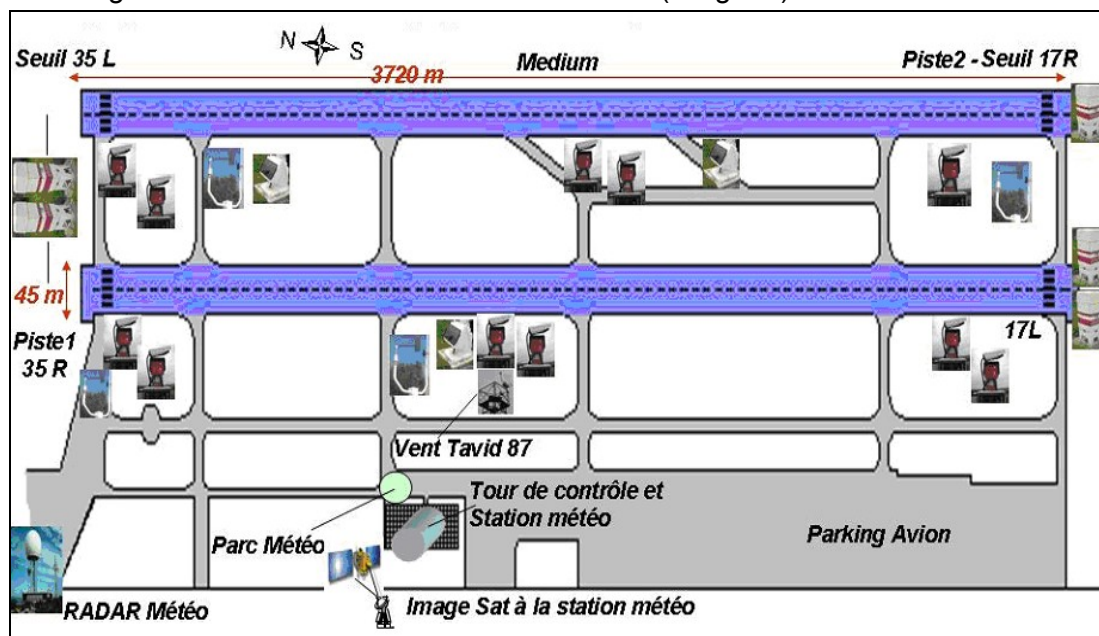 N S
Seuil 35 L
3720 m
Medium
Piste2 - Seuil 17R
45 m
Piste1
35 R
17L
Vent Tavid 87
Tour de contrôle et
Station météo
Parc Météo
Parking Avion
RADAR Météo
Image Sat à la station météo